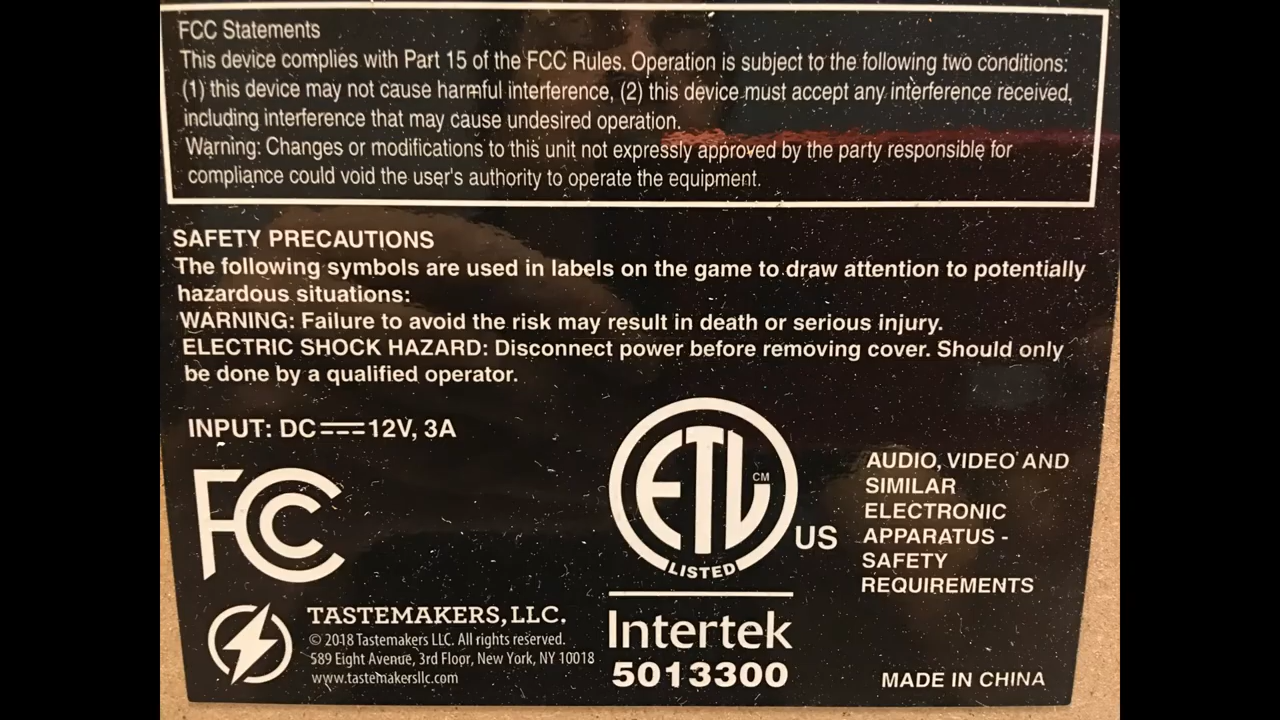 FCC Statements
This device complies with Part 15 of the FCC Rules. Operation is subject to the following two conditions:
(1) this device may not cause harmful interference, (2) this device must accept any interference received,
including interference that may cause undesired operation.
Warning: Changes or modifications to this unit not expressly approved by the party responsible for
compliance could void the user's authority to operate the equipment.
SAFETY PRECAUTIONS
The following symbols are used in labels on the game to draw attention to potentially
hazardous situations:
WARNING: Failure to avoid the risk may result in death or serious injury.
ELECTRIC SHOCK HAZARD: Disconnect power before removing cover. Should only
be done by a qualified operator.
INPUT: DC⎓12V, 3A
FCC
TASTEMAKERS, LLC.
© 2018 Tastemakers LLC. All rights reserved.
589 Eight Avenue, 3rd Floor, New York, NY 10018
www.tastemakersllc.com
ETL CM
LISTED
US
Intertek
5013300
AUDIO, VIDEO AND
SIMILAR
ELECTRONIC
APPARATUS -
SAFETY
REQUIREMENTS
MADE IN CHINA